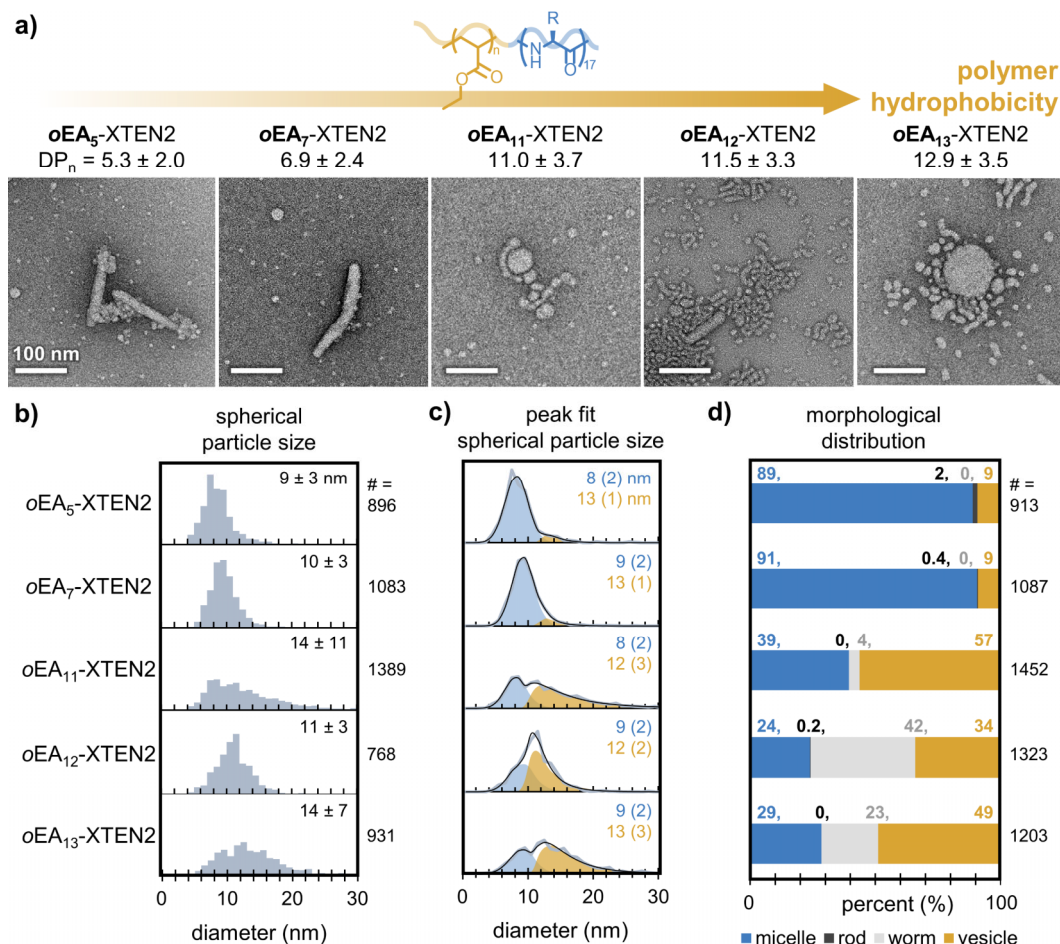 a)
R
n
N
H
O
17
O
O
polymer
hydrophobicity
oEA5-XTEN2
DPn = 5.3 ± 2.0
oEA7-XTEN2
6.9 ± 2.4
oEA11-XTEN2
11.0 ± 3.7
oEA12-XTEN2
11.5 ± 3.3
oEA13-XTEN2
12.9 ± 3.5
100 nm
b)
spherical
particle size
oEA5-XTEN2
9 ± 3 nm
# =
896
oEA7-XTEN2
10 ± 3
1083
oEA11-XTEN2
14 ± 11
1389
oEA12-XTEN2
11 ± 3
768
oEA13-XTEN2
14 ± 7
931
0 10 20 30
diameter (nm)
c)
peak fit
spherical particle size
8 (2) nm
13 (1) nm
9 (2)
13 (1)
8 (2)
12 (3)
9 (2)
12 (2)
9 (2)
13 (3)
0 10 20 30
diameter (nm)
d)
morphological
distribution
89, 2, 0, 9
# =
913
91, 0.4, 0, 9
1087
39, 0, 4, 57
1452
24, 0.2, 42, 34
1323
29, 0, 23, 49
1203
0 100
percent (%)
micelle rod worm vesicle